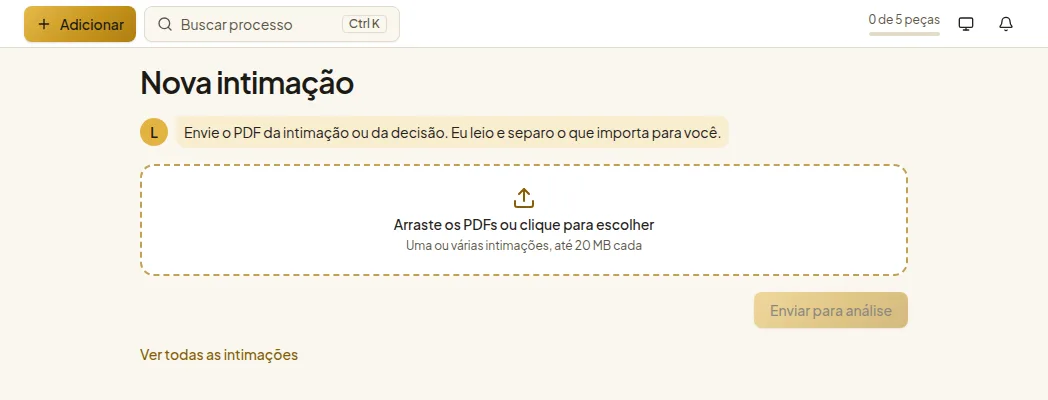 Adicionar
Buscar processo
Ctrl K
0 de 5 peças
Nova intimação
L
Envie o PDF da intimação ou da decisão. Eu leio e separo o que importa para você.
Arraste os PDFs ou clique para escolher
Uma ou várias intimações, até 20 MB cada
Enviar para análise
Ver todas as intimações